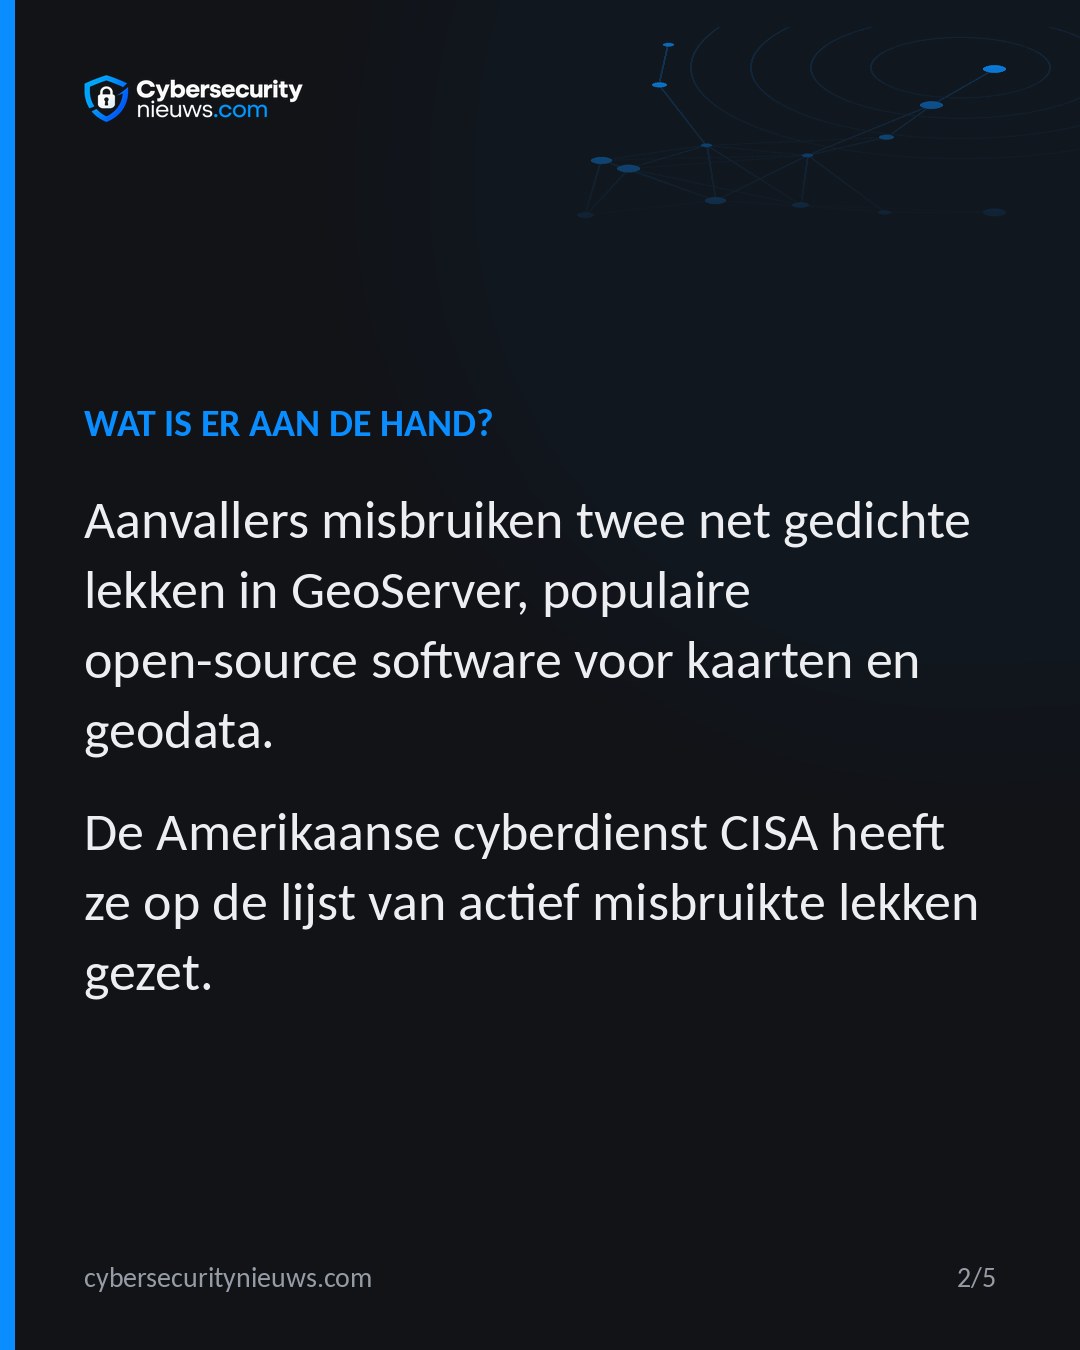 Cybersecurity
nieuws.com
WAT IS ER AAN DE HAND?
Aanvallers misbruiken twee net gedichte
lekken in GeoServer, populaire
open-source software voor kaarten en
geodata.
De Amerikaanse cyberdienst CISA heeft
ze op de lijst van actief misbruikte lekken
gezet.
cybersecuritynieuws.com
2/5